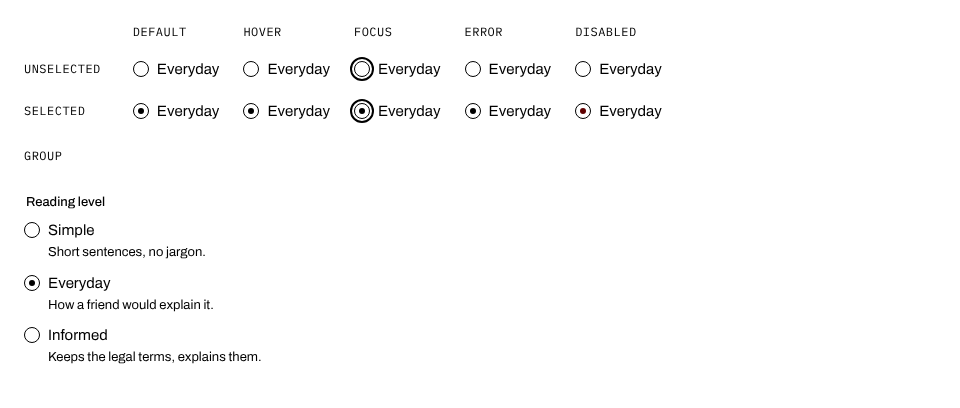 DEFAULT HOVER FOCUS ERROR DISABLED
UNSELECTED Everyday Everyday Everyday Everyday Everyday
SELECTED Everyday Everyday Everyday Everyday Everyday
GROUP
Reading level
Simple
Short sentences, no jargon.
Everyday
How a friend would explain it.
Informed
Keeps the legal terms, explains them.